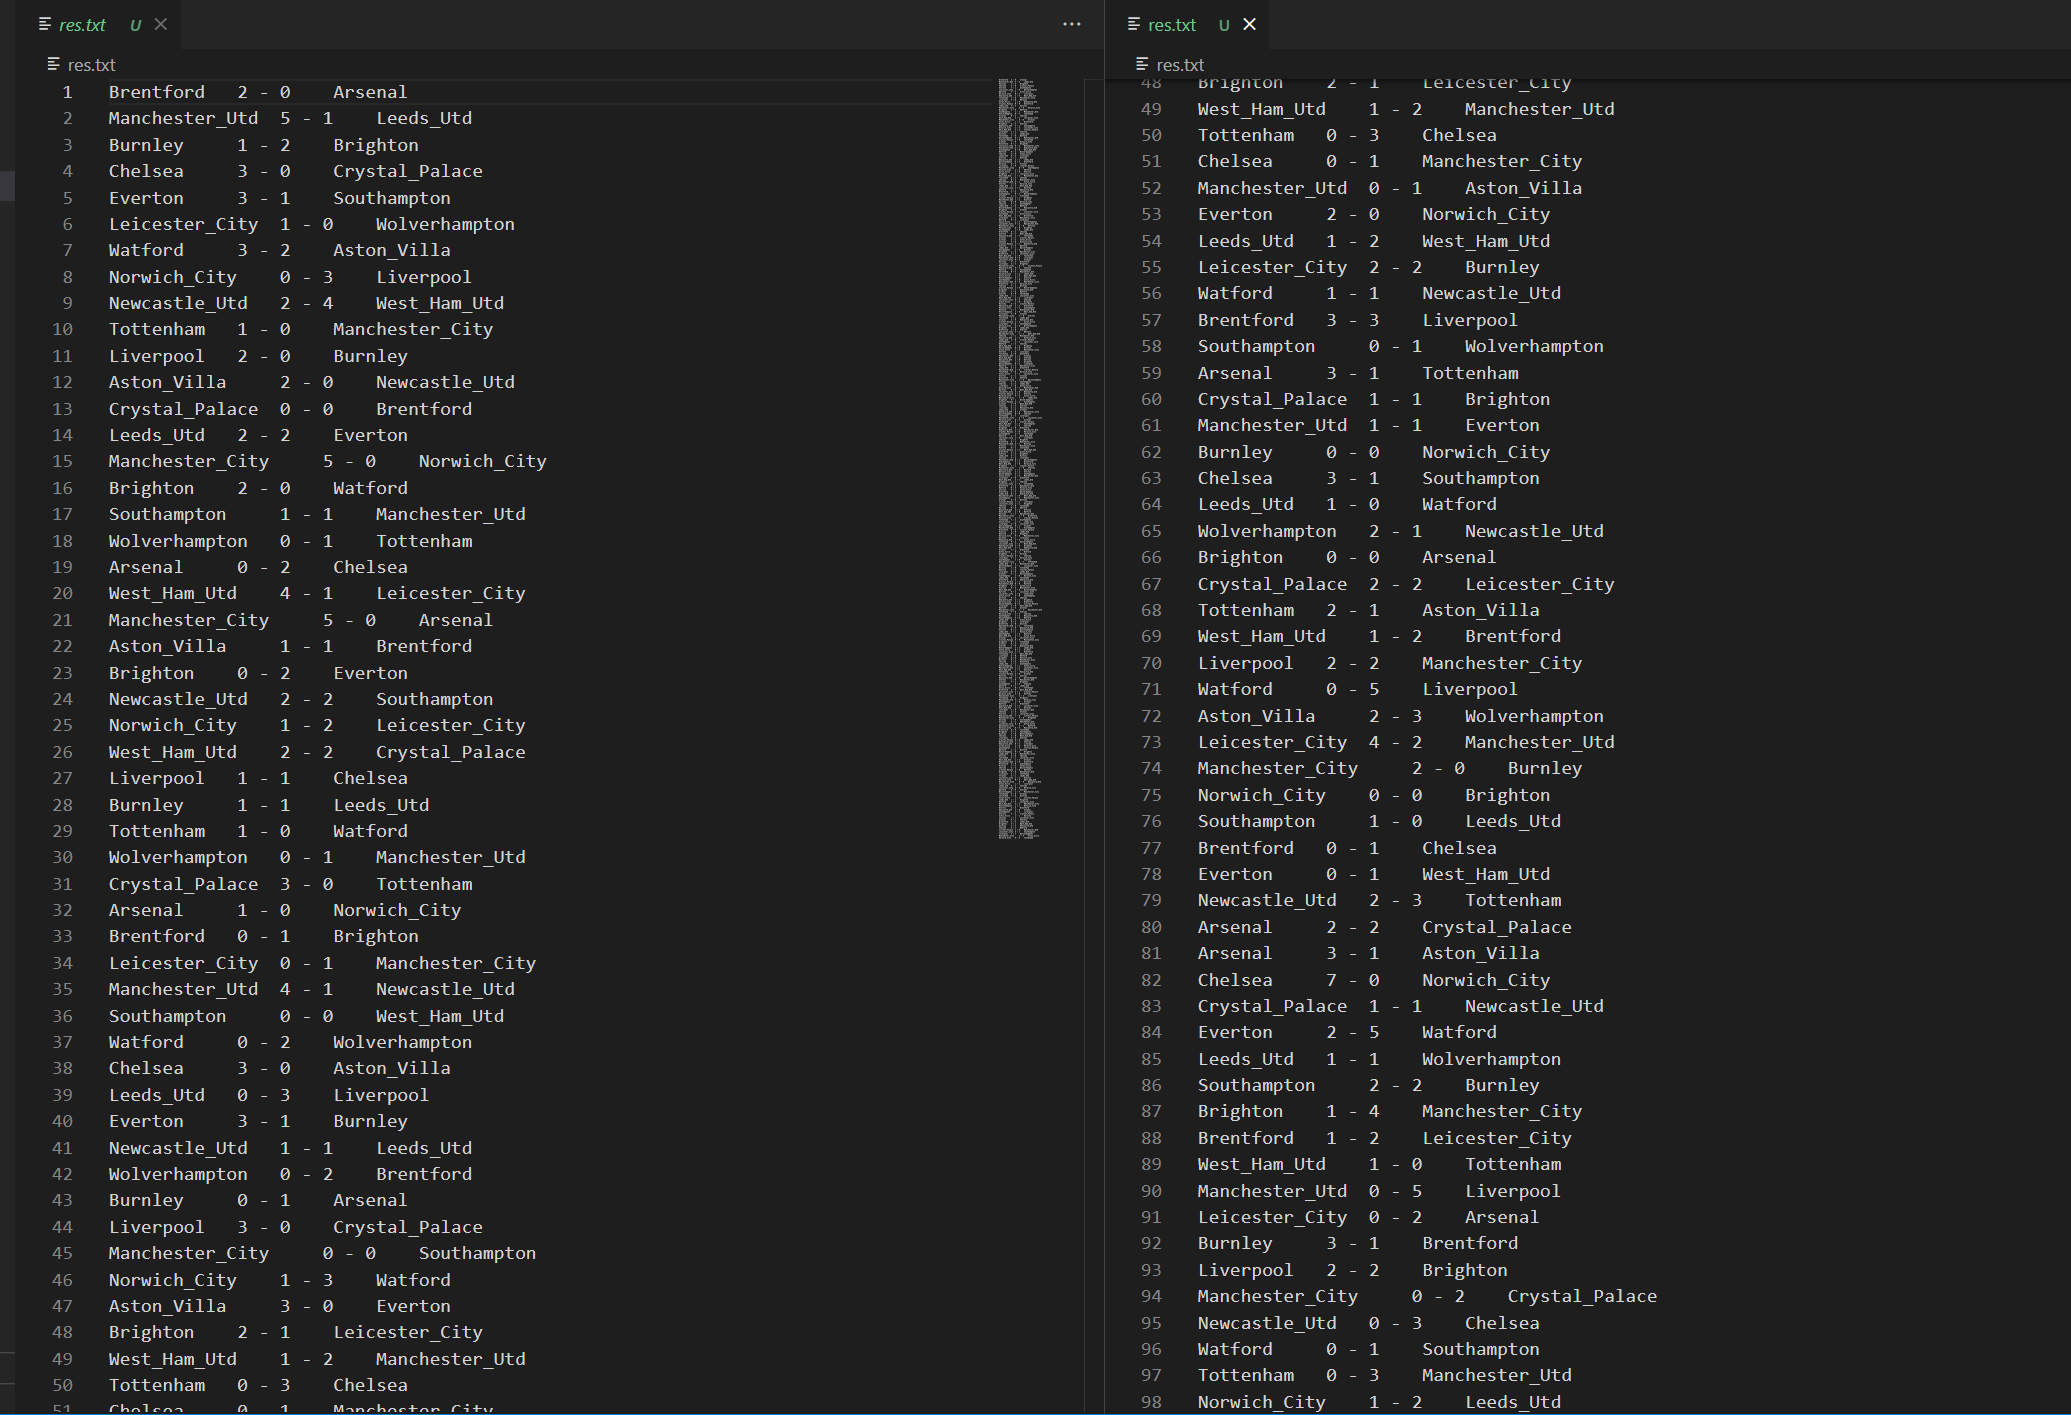 res.txt U
res.txt
1 Brentford 2 - 0 Arsenal
2 Manchester_Utd 5 - 1 Leeds_Utd
3 Burnley 1 - 2 Brighton
4 Chelsea 3 - 0 Crystal_Palace
5 Everton 3 - 1 Southampton
6 Leicester_City 1 - 0 Wolverhampton
7 Watford 3 - 2 Aston_Villa
8 Norwich_City 0 - 3 Liverpool
9 Newcastle_Utd 2 - 4 West_Ham_Utd
10 Tottenham 1 - 0 Manchester_City
11 Liverpool 2 - 0 Burnley
12 Aston_Villa 2 - 0 Newcastle_Utd
13 Crystal_Palace 0 - 0 Brentford
14 Leeds_Utd 2 - 2 Everton
15 Manchester_City 5 - 0 Norwich_City
16 Brighton 2 - 0 Watford
17 Southampton 1 - 1 Manchester_Utd
18 Wolverhampton 0 - 1 Tottenham
19 Arsenal 0 - 2 Chelsea
20 West_Ham_Utd 4 - 1 Leicester_City
21 Manchester_City 5 - 0 Arsenal
22 Aston_Villa 1 - 1 Brentford
23 Brighton 0 - 2 Everton
24 Newcastle_Utd 2 - 2 Southampton
25 Norwich_City 1 - 2 Leicester_City
26 West_Ham_Utd 2 - 2 Crystal_Palace
27 Liverpool 1 - 1 Chelsea
28 Burnley 1 - 1 Leeds_Utd
29 Tottenham 1 - 0 Watford
30 Wolverhampton 0 - 1 Manchester_Utd
31 Crystal_Palace 3 - 0 Tottenham
32 Arsenal 1 - 0 Norwich_City
33 Brentford 0 - 1 Brighton
34 Leicester_City 0 - 1 Manchester_City
35 Manchester_Utd 4 - 1 Newcastle_Utd
36 Southampton 0 - 0 West_Ham_Utd
37 Watford 0 - 2 Wolverhampton
38 Chelsea 3 - 0 Aston_Villa
39 Leeds_Utd 0 - 3 Liverpool
40 Everton 3 - 1 Burnley
41 Newcastle_Utd 1 - 1 Leeds_Utd
42 Wolverhampton 0 - 2 Brentford
43 Burnley 0 - 1 Arsenal
44 Liverpool 3 - 0 Crystal_Palace
45 Manchester_City 0 - 0 Southampton
46 Norwich_City 1 - 3 Watford
47 Aston_Villa 3 - 0 Everton
48 Brighton 2 - 1 Leicester_City
49 West_Ham_Utd 1 - 2 Manchester_Utd
50 Tottenham 0 - 3 Chelsea
51 Chelsea 0 - 1 Manchester_City
res.txt U
res.txt
48 Brighton 2 - 1 Leicester_City
49 West_Ham_Utd 1 - 2 Manchester_Utd
50 Tottenham 0 - 3 Chelsea
51 Chelsea 0 - 1 Manchester_City
52 Manchester_Utd 0 - 1 Aston_Villa
53 Everton 2 - 0 Norwich_City
54 Leeds_Utd 1 - 2 West_Ham_Utd
55 Leicester_City 2 - 2 Burnley
56 Watford 1 - 1 Newcastle_Utd
57 Brentford 3 - 3 Liverpool
58 Southampton 0 - 1 Wolverhampton
59 Arsenal 3 - 1 Tottenham
60 Crystal_Palace 1 - 1 Brighton
61 Manchester_Utd 1 - 1 Everton
62 Burnley 0 - 0 Norwich_City
63 Chelsea 3 - 1 Southampton
64 Leeds_Utd 1 - 0 Watford
65 Wolverhampton 2 - 1 Newcastle_Utd
66 Brighton 0 - 0 Arsenal
67 Crystal_Palace 2 - 2 Leicester_City
68 Tottenham 2 - 1 Aston_Villa
69 West_Ham_Utd 1 - 2 Brentford
70 Liverpool 2 - 2 Manchester_City
71 Watford 0 - 5 Liverpool
72 Aston_Villa 2 - 3 Wolverhampton
73 Leicester_City 4 - 2 Manchester_Utd
74 Manchester_City 2 - 0 Burnley
75 Norwich_City 0 - 0 Brighton
76 Southampton 1 - 0 Leeds_Utd
77 Brentford 0 - 1 Chelsea
78 Everton 0 - 1 West_Ham_Utd
79 Newcastle_Utd 2 - 3 Tottenham
80 Arsenal 2 - 2 Crystal_Palace
81 Arsenal 3 - 1 Aston_Villa
82 Chelsea 7 - 0 Norwich_City
83 Crystal_Palace 1 - 1 Newcastle_Utd
84 Everton 2 - 5 Watford
85 Leeds_Utd 1 - 1 Wolverhampton
86 Southampton 2 - 2 Burnley
87 Brighton 1 - 4 Manchester_City
88 Brentford 1 - 2 Leicester_City
89 West_Ham_Utd 1 - 0 Tottenham
90 Manchester_Utd 0 - 5 Liverpool
91 Leicester_City 0 - 2 Arsenal
92 Burnley 3 - 1 Brentford
93 Liverpool 2 - 2 Brighton
94 Manchester_City 0 - 2 Crystal_Palace
95 Newcastle_Utd 0 - 3 Chelsea
96 Watford 0 - 1 Southampton
97 Tottenham 0 - 3 Manchester_Utd
98 Norwich_City 1 - 2 Leeds_Utd